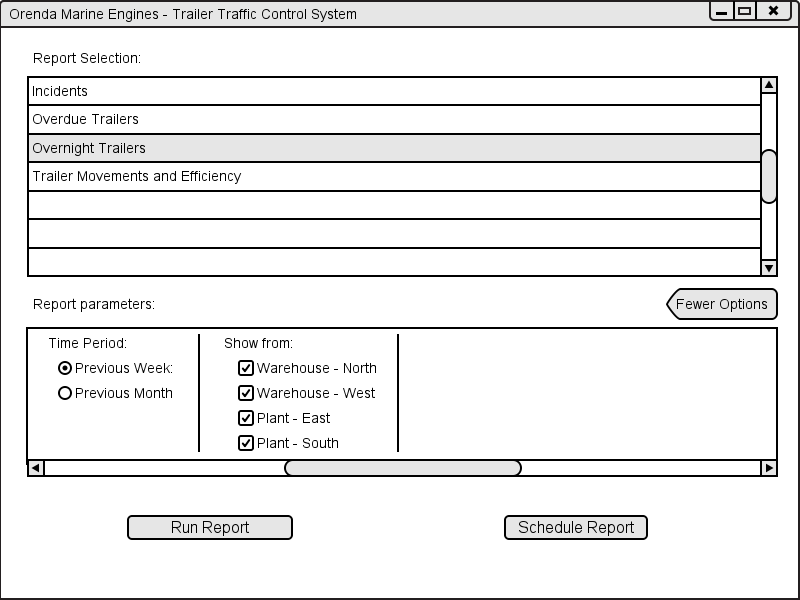 Orenda Marine Engines - Trailer Traffic Control System
Report Selection:
Incidents
Overdue Trailers
Overnight Trailers
Trailer Movements and Efficiency
Report parameters:
Fewer Options
Time Period:
Previous Week:
Previous Month
Show from:
Warehouse - North
Warehouse - West
Plant - East
Plant - South
Run Report
Schedule Report